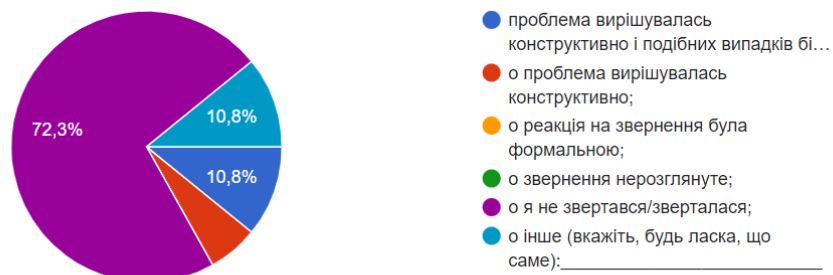 72,3%
10,8%
10,8%
проблема вирішувалась
конструктивно і подібних випадків бі…
о проблема вирішувалась
конструктивно;
о реакція на звернення була
формальною;
о звернення нерозглянуте;
о я не звертався/зверталася;
о інше (вкажіть, будь ласка, що
саме):___________________________